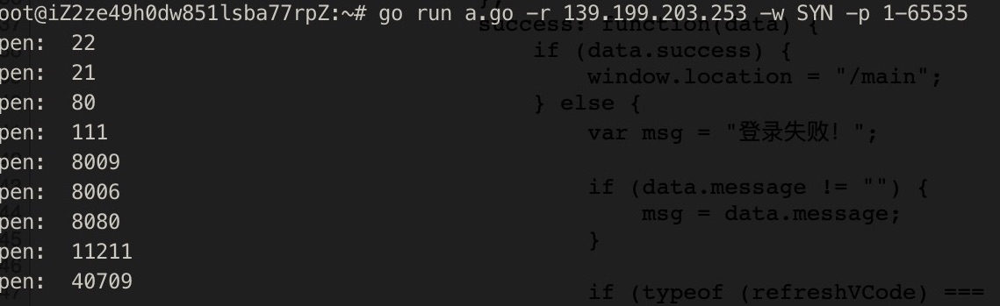 oot@iZ2ze49h0dw851lsba77rpZ:~# go run a.go -r 139.199.203.253 -w SYN -p 1-65535
success: function(data) {
pen: 22
if (data.success) {
pen: 21
window.location = "/main";
pen: 80
} else {
pen: 111
var msg = "登录失败! ";
pen: 8009
pen: 8006
if (data.message != "") {
pen: 8080
msg = data.message;
pen: 11211
}
pen: 40709
if (typeof (refreshVCode) ===